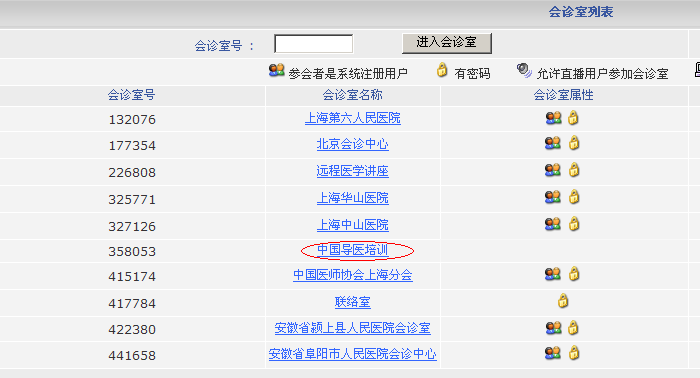 会诊室列表
会诊室号 : 进入会诊室
参会者是系统注册用户 有密码 允许直播用户参加会诊室
会诊室号 会诊室名称 会诊室属性
132076 上海第六人民医院
177354 北京会诊中心
226808 远程医学讲座
325771 上海华山医院
327126 上海中山医院
358053 中国导医培训
415174 中国医师协会上海分会
417784 联络室
422380 安徽省颍上县人民医院会诊室
441658 安徽省阜阳市人民医院会诊中心